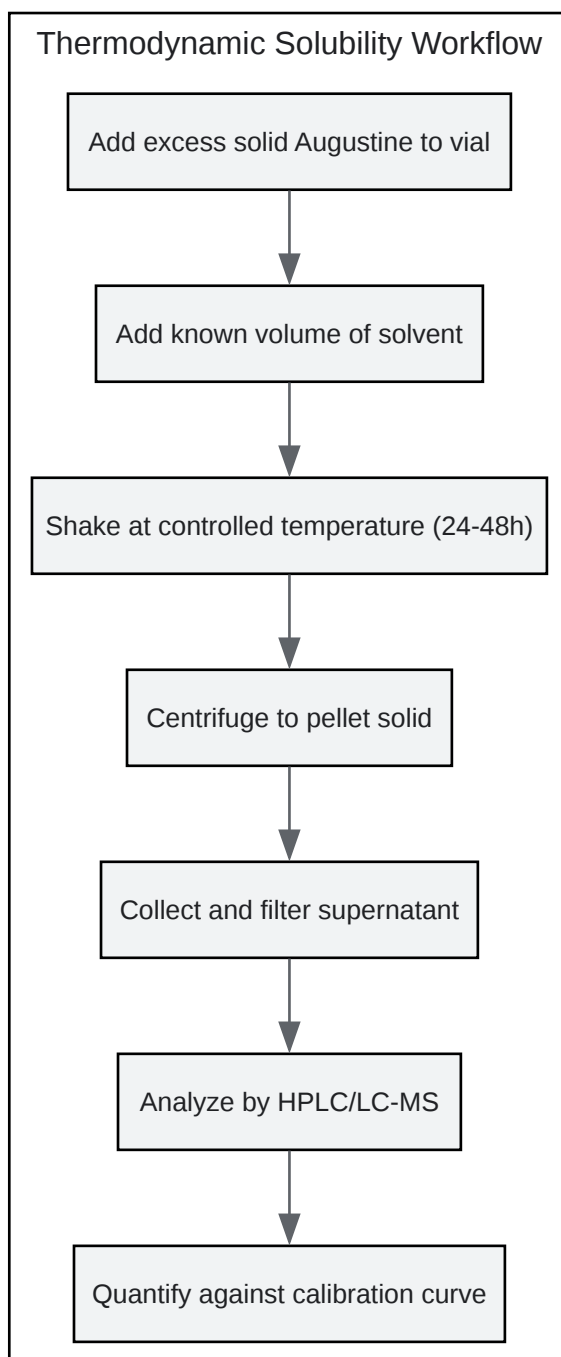 Thermodynamic Solubility Workflow
Add excess solid Augustine to vial
Add known volume of solvent
Shake at controlled temperature (24-48h)
Centrifuge to pellet solid
Collect and filter supernatant
Analyze by HPLC/LC-MS
Quantify against calibration curve